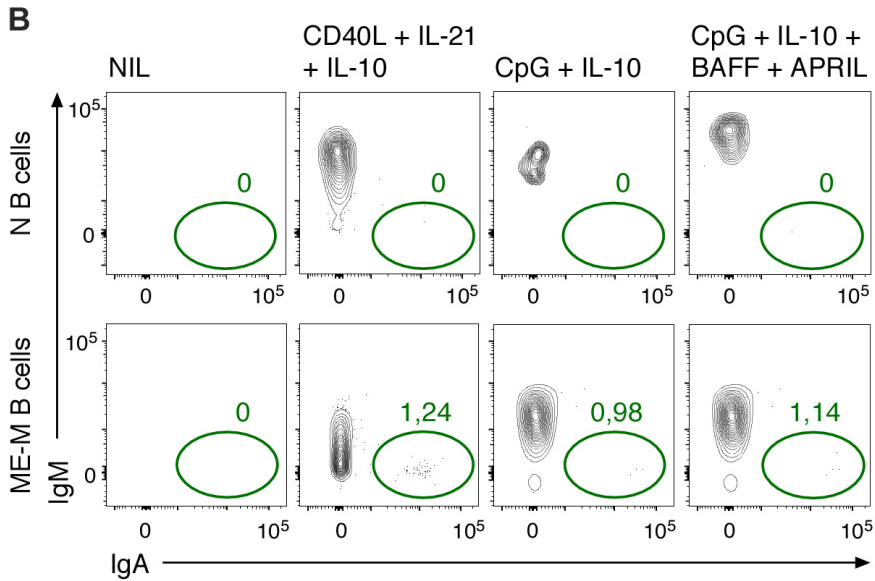 B
NIL
CD40L + IL-21
+ IL-10
CpG + IL-10
CpG + IL-10 +
BAFF + APRIL
N B cells
10⁵
0
0
0
0
0
0
10⁵
0
10⁵
0
10⁵
0
10⁵
ME-M B cells
IgM
10⁵
0
0
1,24
0,98
1,14
0
10⁵
0
10⁵
0
10⁵
0
10⁵
IgA